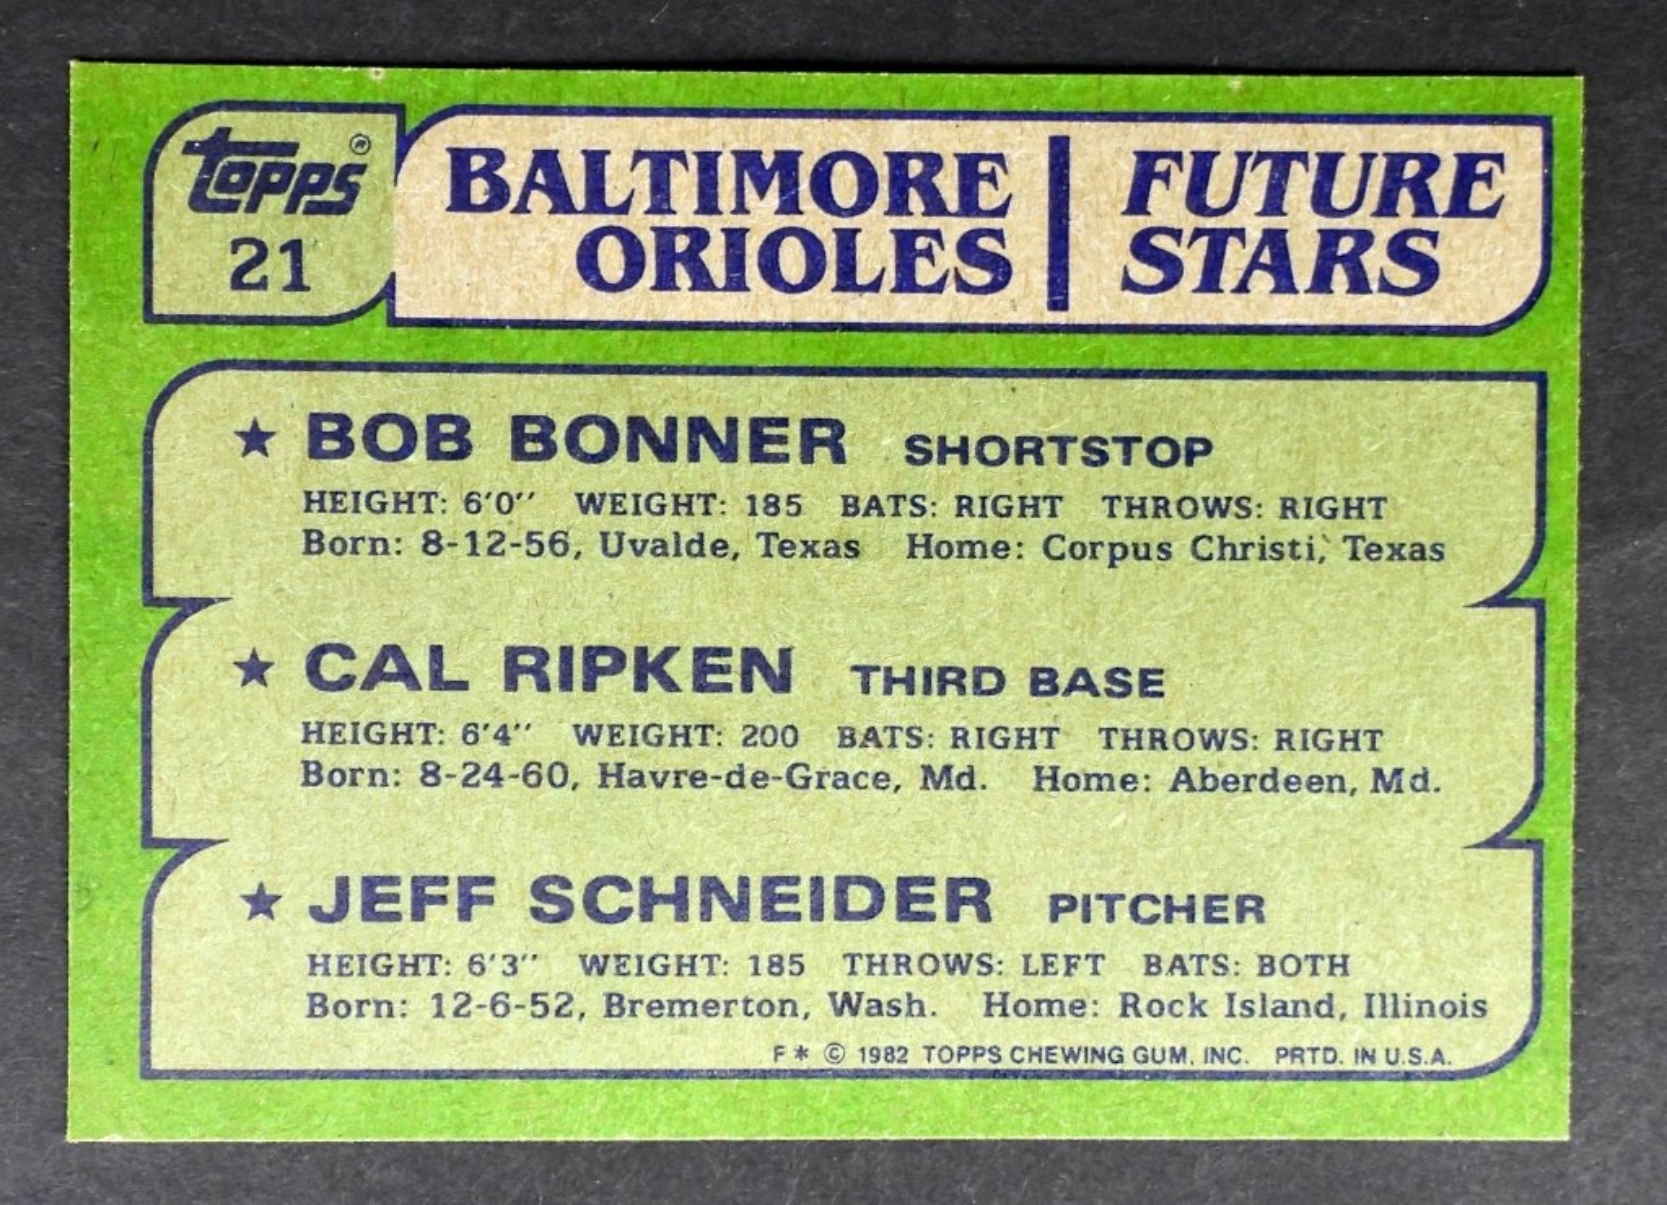 topps®
21
BALTIMORE
ORIOLES
FUTURE
STARS
★ BOB BONNER SHORTSTOP
HEIGHT: 6'0'' WEIGHT: 185 BATS: RIGHT THROWS: RIGHT
Born: 8-12-56, Uvalde, Texas Home: Corpus Christi, Texas
★ CAL RIPKEN THIRD BASE
HEIGHT: 6'4'' WEIGHT: 200 BATS: RIGHT THROWS: RIGHT
Born: 8-24-60, Havre-de-Grace, Md. Home: Aberdeen, Md.
★ JEFF SCHNEIDER PITCHER
HEIGHT: 6'3'' WEIGHT: 185 THROWS: LEFT BATS: BOTH
Born: 12-6-52, Bremerton, Wash. Home: Rock Island, Illinois
F * © 1982 TOPPS CHEWING GUM, INC. PRTD. IN U.S.A.